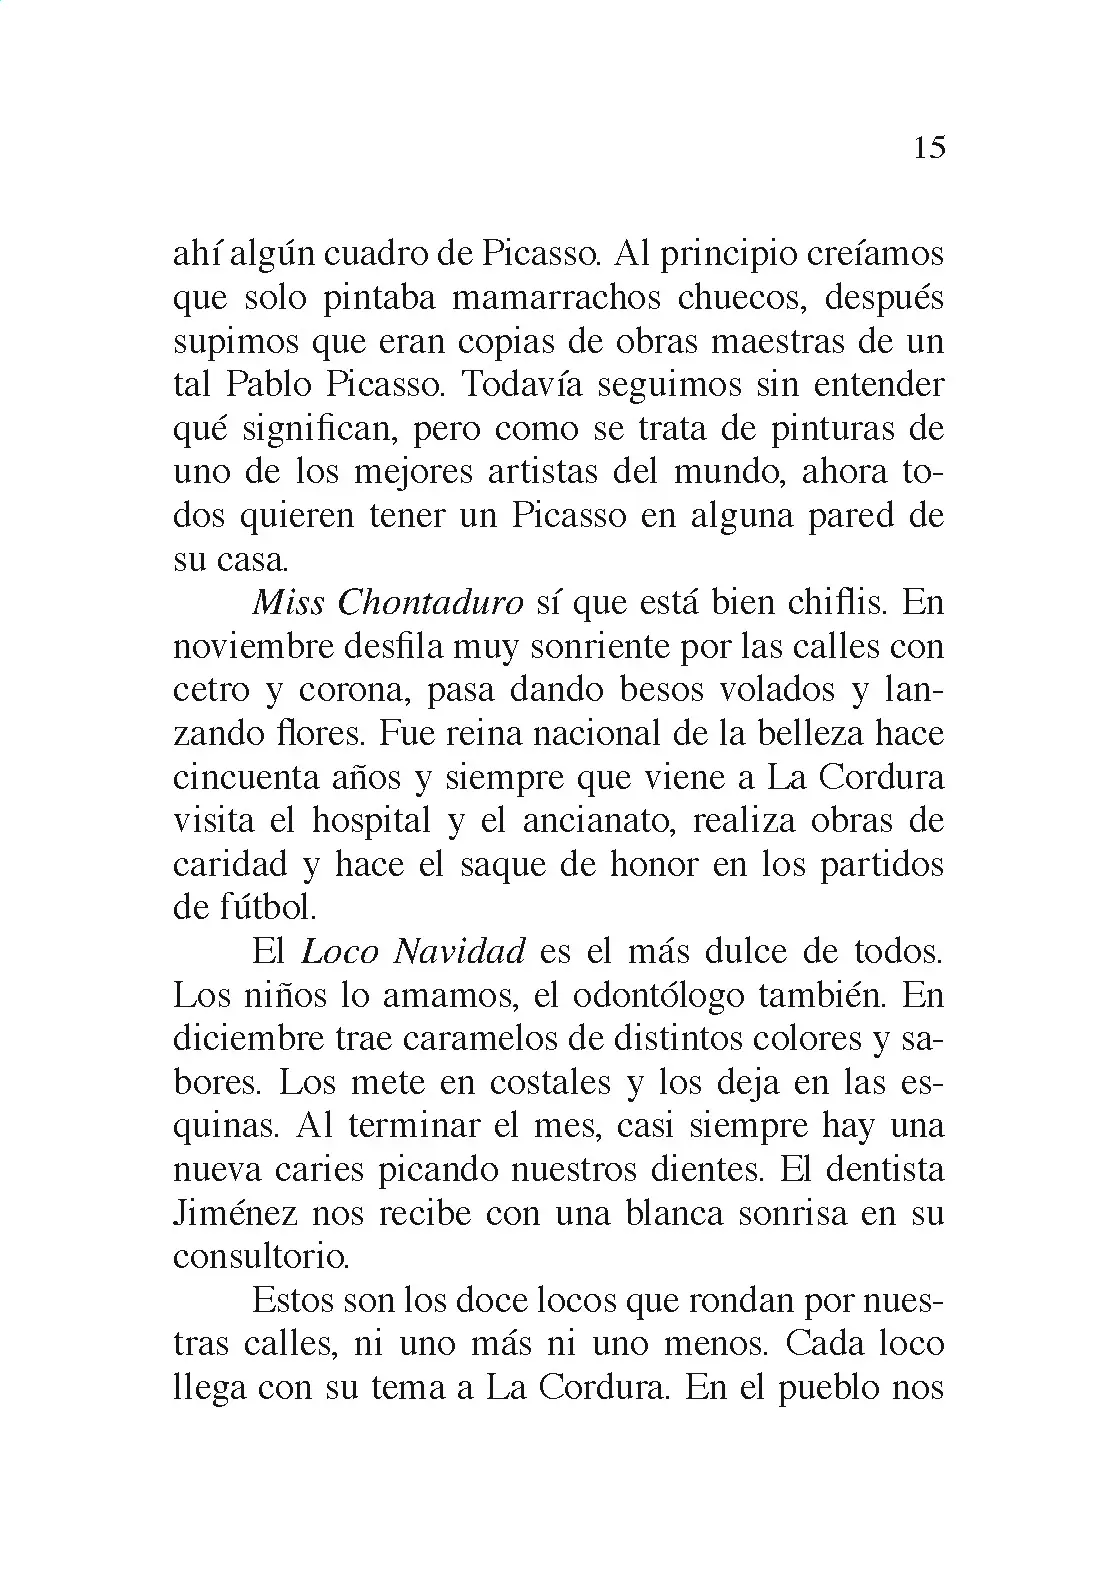 15
ahí algún cuadro de Picasso. Al principio creíamos
que solo pintaba mamarrachos chuecos, después
supimos que eran copias de obras maestras de un
tal Pablo Picasso. Todavía seguimos sin entender
qué significan, pero como se trata de pinturas de
uno de los mejores artistas del mundo, ahora to-
dos quieren tener un Picasso en alguna pared de
su casa.
Miss Chontaduro sí que está bien chiflis. En
noviembre desfila muy sonriente por las calles con
cetro y corona, pasa dando besos volados y lan-
zando flores. Fue reina nacional de la belleza hace
cincuenta años y siempre que viene a La Cordura
visita el hospital y el ancianato, realiza obras de
caridad y hace el saque de honor en los partidos
de fútbol.
El Loco Navidad es el más dulce de todos.
Los niños lo amamos, el odontólogo también. En
diciembre trae caramelos de distintos colores y sa-
bores. Los mete en costales y los deja en las es-
quinas. Al terminar el mes, casi siempre hay una
nueva caries picando nuestros dientes. El dentista
Jiménez nos recibe con una blanca sonrisa en su
consultorio.
Estos son los doce locos que rondan por nues-
tras calles, ni uno más ni uno menos. Cada loco
llega con su tema a La Cordura. En el pueblo nos